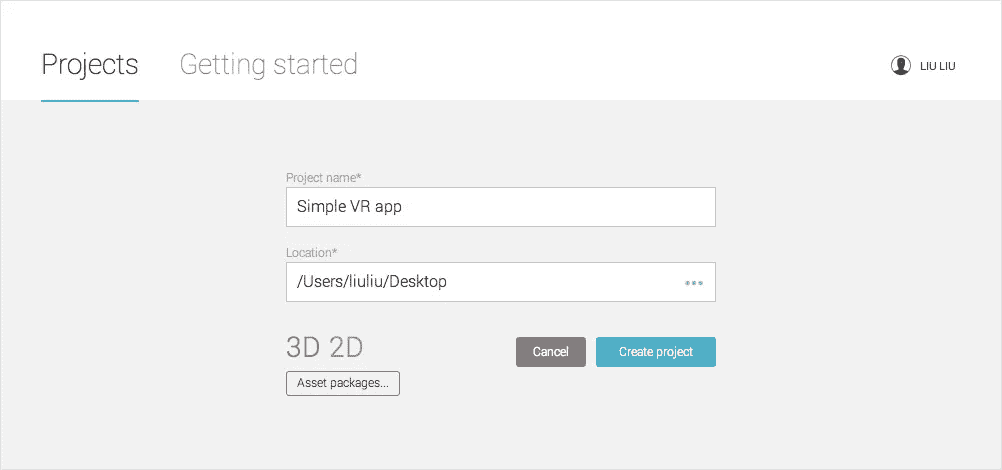 Projects Getting started LIU LIU
Project name*
Simple VR app
Location*
/Users/liuliu/Desktop
3D 2D Cancel Create project
Asset packages...